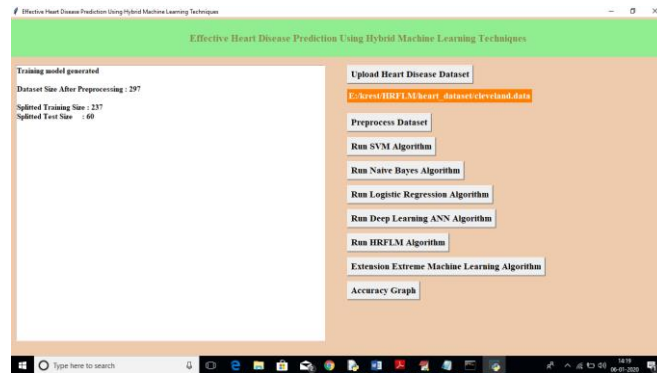 Effective Heart Disease Prediction Using Hybrid Machine Learning Techniques
Effective Heart Disease Prediction Using Hybrid Machine Learning Techniques
Training model generated
Dataset Size After Preprocessing : 297
Splitted Training Size : 237
Splitted Test Size : 60
Upload Heart Disease Dataset
E:/krest/HRFLM/heart_dataset/cleveland.data
Preprocess Dataset
Run SVM Algorithm
Run Naive Bayes Algorithm
Run Logistic Regression Algorithm
Run Deep Learning ANN Algorithm
Run HRFLM Algorithm
Extension Extreme Machine Learning Algorithm
Accuracy Graph
Type here to search
14:19
06-01-2020